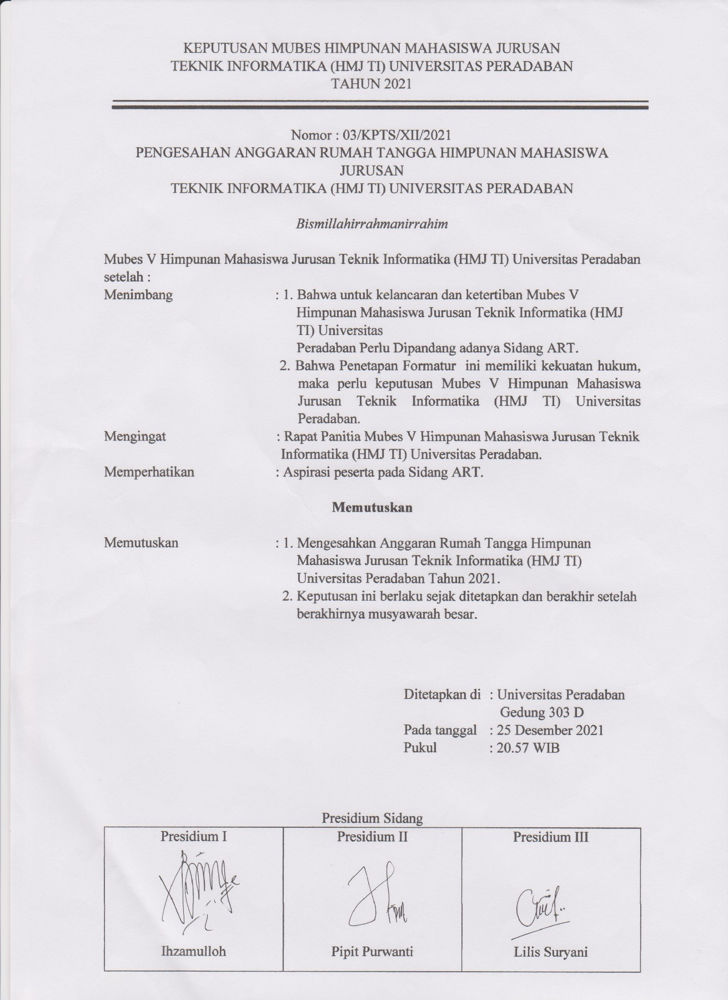 KEPUTUSAN MUBES HIMPUNAN MAHASISWA JURUSAN
TEKNIK INFORMATIKA (HMJ TI) UNIVERSITAS PERADABAN
TAHUN 2021
Nomor : 03/KPTS/XII/2021
PENGESAHAN ANGGARAN RUMAH TANGGA HIMPUNAN MAHASISWA
JURUSAN
TEKNIK INFORMATIKA (HMJ TI) UNIVERSITAS PERADABAN
Bismillahirrahmanirrahim
Mubes V Himpunan Mahasiswa Jurusan Teknik Informatika (HMJ TI) Universitas Peradaban
setelah :
Menimbang : 1. Bahwa untuk kelancaran dan ketertiban Mubes V
Himpunan Mahasiswa Jurusan Teknik Informatika (HMJ
TI) Universitas
Peradaban Perlu Dipandang adanya Sidang ART.
2. Bahwa Penetapan Formatur ini memiliki kekuatan hukum,
maka perlu keputusan Mubes V Himpunan Mahasiswa
Jurusan Teknik Informatika (HMJ TI) Universitas
Peradaban.
Mengingat : Rapat Panitia Mubes V Himpunan Mahasiswa Jurusan Teknik
Informatika (HMJ TI) Universitas Peradaban.
Memperhatikan : Aspirasi peserta pada Sidang ART.
Memutuskan
Memutuskan : 1. Mengesahkan Anggaran Rumah Tangga Himpunan
Mahasiswa Jurusan Teknik Informatika (HMJ TI)
Universitas Peradaban Tahun 2021.
2. Keputusan ini berlaku sejak ditetapkan dan berakhir setelah
berakhirnya musyawarah besar.
Ditetapkan di : Universitas Peradaban
Gedung 303 D
Pada tanggal : 25 Desember 2021
Pukul : 20.57 WIB
Presidium Sidang
Presidium I Presidium II Presidium III
Ihzamulloh Pipit Purwanti Lilis Suryani